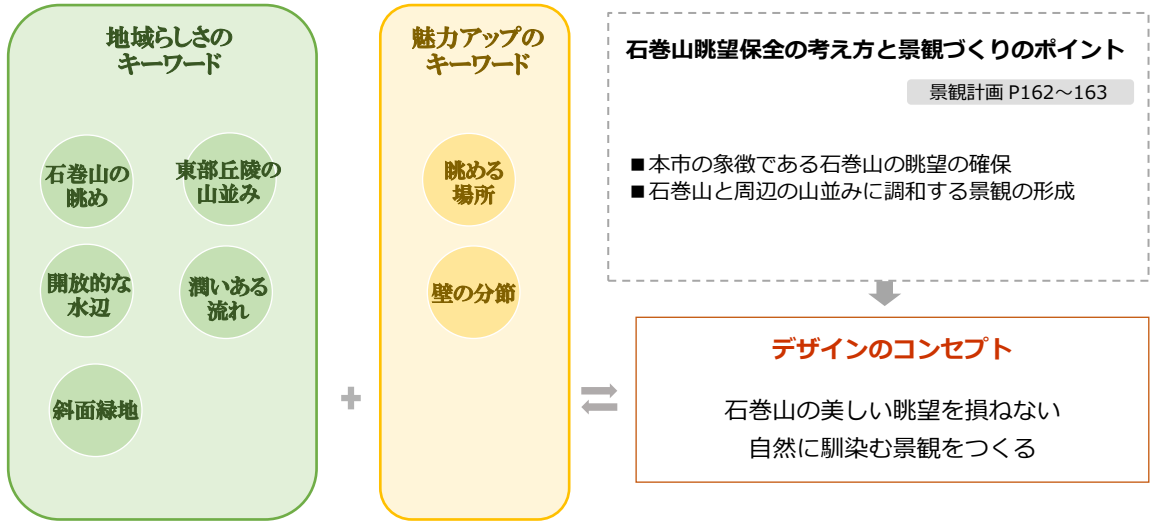 地域らしさの
キーワード
石巻山の
眺め
東部丘陵の
山並み
開放的な
水辺
潤いある
流れ
斜面緑地
+
魅力アップの
キーワード
眺める
場所
壁の分節
石巻山眺望保全の考え方と景観づくりのポイント
景観計画 P162～163
■本市の象徴である石巻山の眺望の確保
■石巻山と周辺の山並みに調和する景観の形成
デザインのコンセプト
石巻山の美しい眺望を損ねない
自然に馴染む景観をつくる